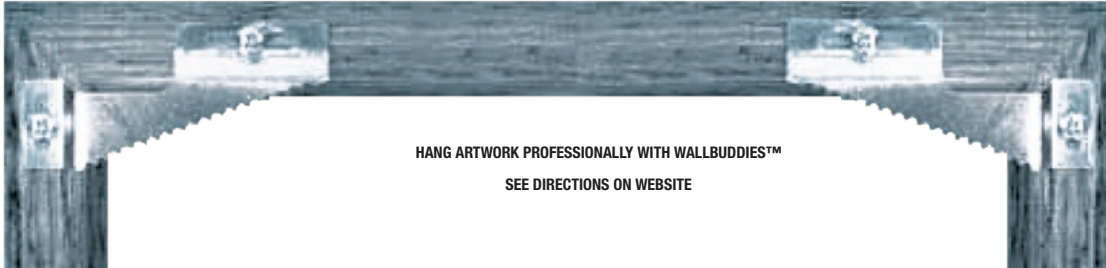 HANG ARTWORK PROFESSIONALLY WITH WALLBUDDIES™
SEE DIRECTIONS ON WEBSITE